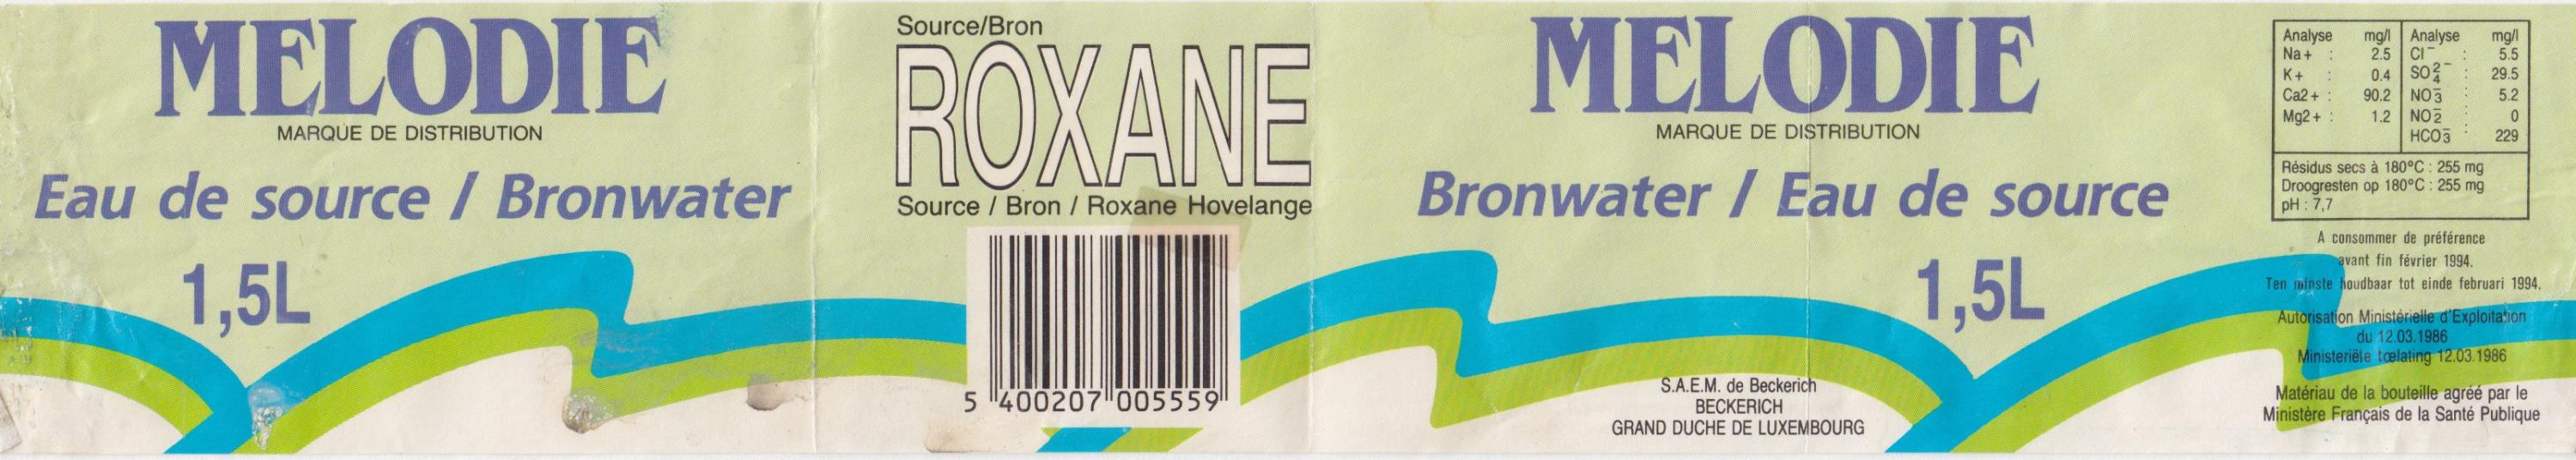 MELODIE
MARQUE DE DISTRIBUTION
Eau de source / Bronwater
1,5L
Source/Bron
ROXANE
Source / Bron / Roxane Hovelange
5 400207 005559
MELODIE
MARQUE DE DISTRIBUTION
Bronwater / Eau de source
1,5L
S.A.E.M. de Beckerich
BECKERICH
GRAND DUCHE DE LUXEMBOURG
Analyse mg/l Analyse mg/l
Na+ : 2.5 Cl⁻ : 5.5
K+ : 0.4 SO₄²⁻ : 29.5
Ca2+ : 90.2 NO₃⁻ : 5.2
Mg2+ : 1.2 NO₂⁻ : 0
HCO₃⁻ : 229
Résidus secs à 180°C : 255 mg
Droogresten op 180°C : 255 mg
pH : 7,7
A consommer de préférence
avant fin février 1994.
Ten minste houdbaar tot einde februari 1994.
Autorisation Ministérielle d'Exploitation
du 12.03.1986
Ministeriële tœlating 12.03.1986
Matériau de la bouteille agréé par le
Ministère Français de la Santé Publique